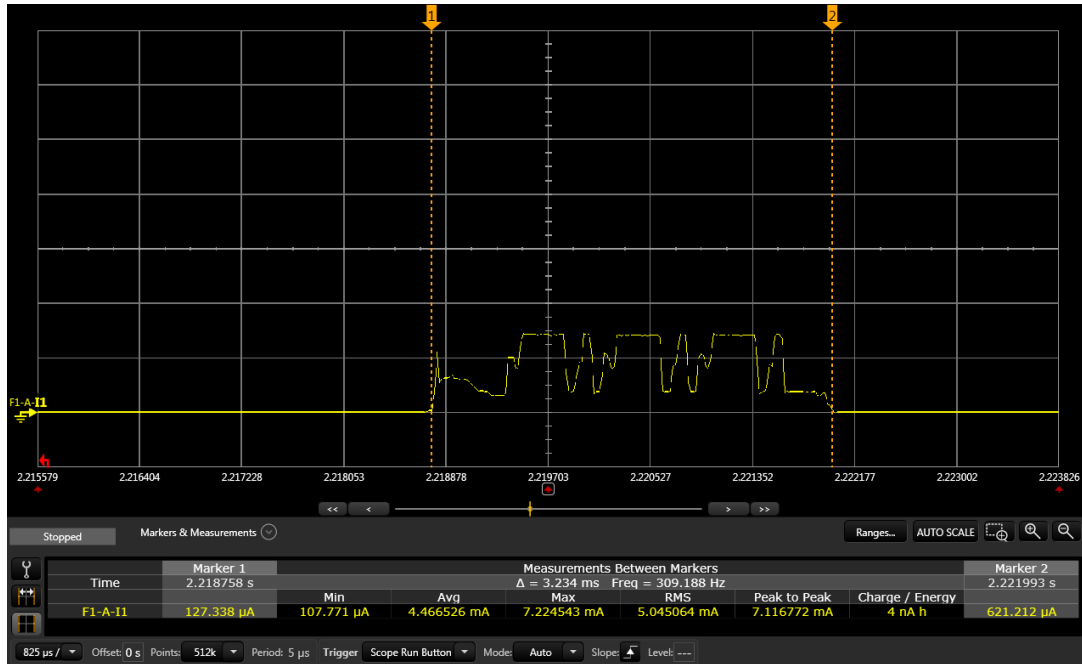 1 2
F1-A-I1
2.215579 2.216404 2.217228 2.218053 2.218878 2.219703 2.220527 2.221352 2.222177 2.223002 2.223826
<< < > >>
Stopped Markers & Measurements Ranges... AUTO SCALE
Marker 1 Measurements Between Markers Marker 2
Time 2.218758 s Δ = 3.234 ms Freq = 309.188 Hz 2.221993 s
Min Avg Max RMS Peak to Peak Charge / Energy
F1-A-I1 127.338 µA 107.771 µA 4.466526 mA 7.224543 mA 5.045064 mA 7.116772 mA 4 nA h 621.212 µA
825 µs / Offset: 0 s Points: 512k Period: 5 µs Trigger Scope Run Button Mode: Auto Slope: Level: ---